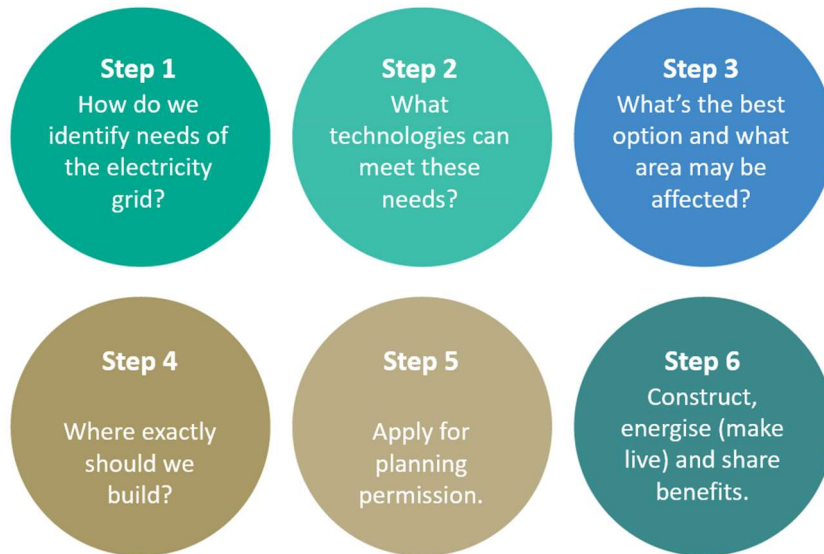 Step 1
How do we
identify needs of
the electricity
grid?
Step 2
What
technologies can
meet these
needs?
Step 3
What's the best
option and what
area may be
affected?
Step 4
Where exactly
should we
build?
Step 5
Apply for
planning
permission.
Step 6
Construct,
energise (make
live) and share
benefits.